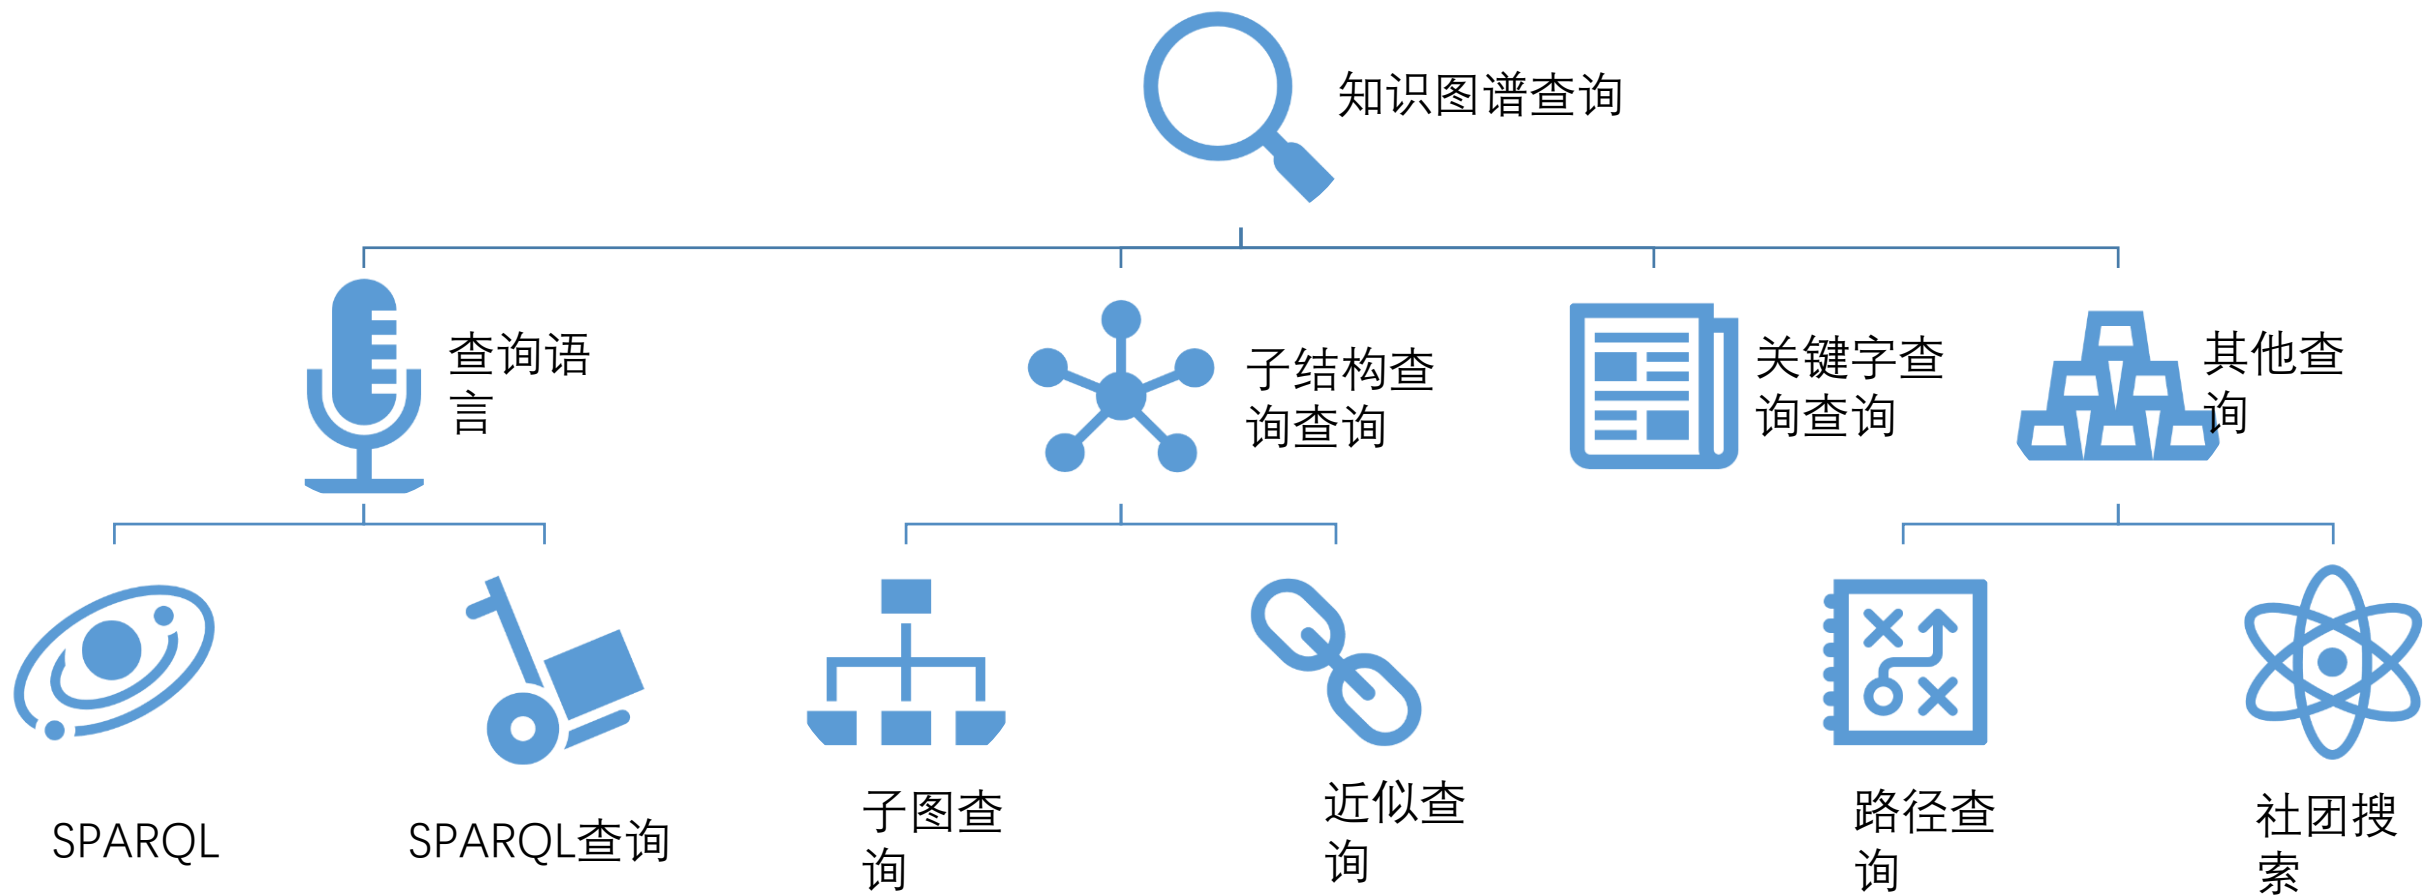 知识图谱查询
查询语
言
子结构查
询查询
关键字查
询查询
其他查
询
SPARQL
SPARQL查询
子图查
询
近似查
询
路径查
询
社团搜
索